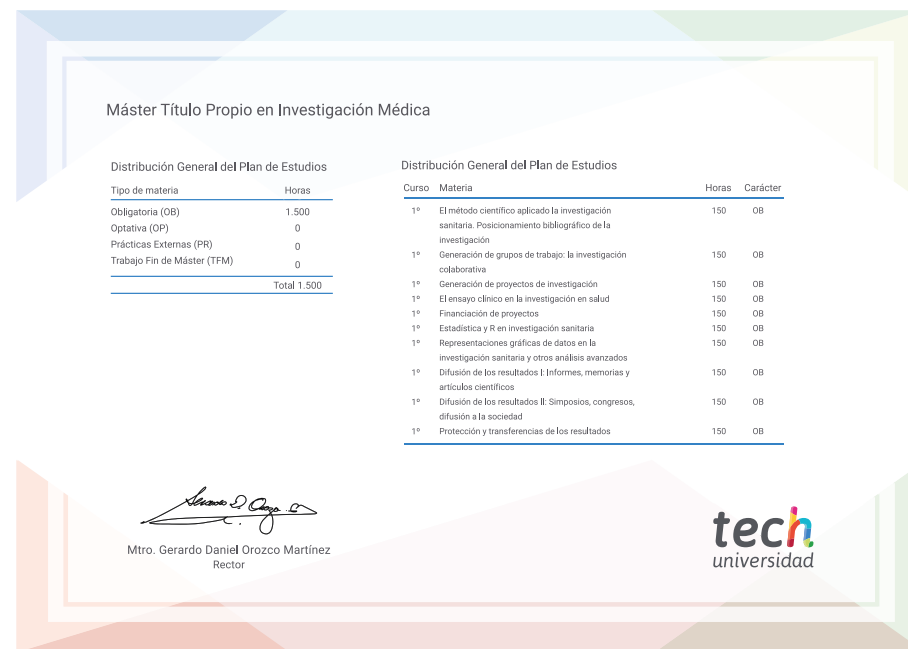 Máster Título Propio en Investigación Médica
Distribución General del Plan de Estudios
Tipo de materia Horas
Obligatoria (OB) 1.500
Optativa (OP) 0
Prácticas Externas (PR) 0
Trabajo Fin de Máster (TFM) 0
Total 1.500
Distribución General del Plan de Estudios
Curso Materia Horas Carácter
1º El método científico aplicado la investigación 150 OB
sanitaria. Posicionamiento bibliográfico de la
investigación
1º Generación de grupos de trabajo: la investigación 150 OB
colaborativa
1º Generación de proyectos de investigación 150 OB
1º El ensayo clínico en la investigación en salud 150 OB
1º Financiación de proyectos 150 OB
1º Estadística y R en investigación sanitaria 150 OB
1º Representaciones gráficas de datos en la 150 OB
investigación sanitaria y otros análisis avanzados
1º Difusión de los resultados I: Informes, memorias y 150 OB
artículos científicos
1º Difusión de los resultados II: Simposios, congresos, 150 OB
difusión a la sociedad
1º Protección y transferencias de los resultados 150 OB
Mtro. Gerardo Daniel Orozco Martínez
Rector
tech
universidad